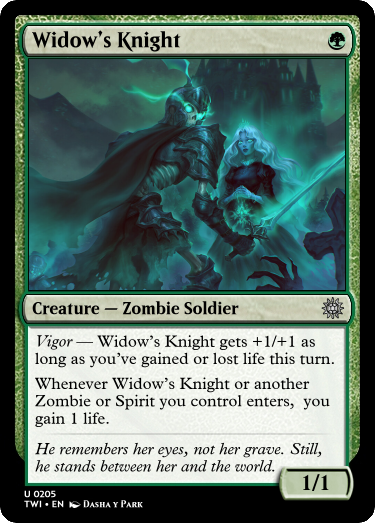 Widow's Knight
Creature — Zombie Soldier
Vigor — Widow's Knight gets +1/+1 as
long as you've gained or lost life this turn.
Whenever Widow's Knight or another
Zombie or Spirit you control enters,  you
gain 1 life.
He remembers her eyes, not her grave. Still,
he stands between her and the world.
1/1
U 0205
TWI • EN Dasha y Park